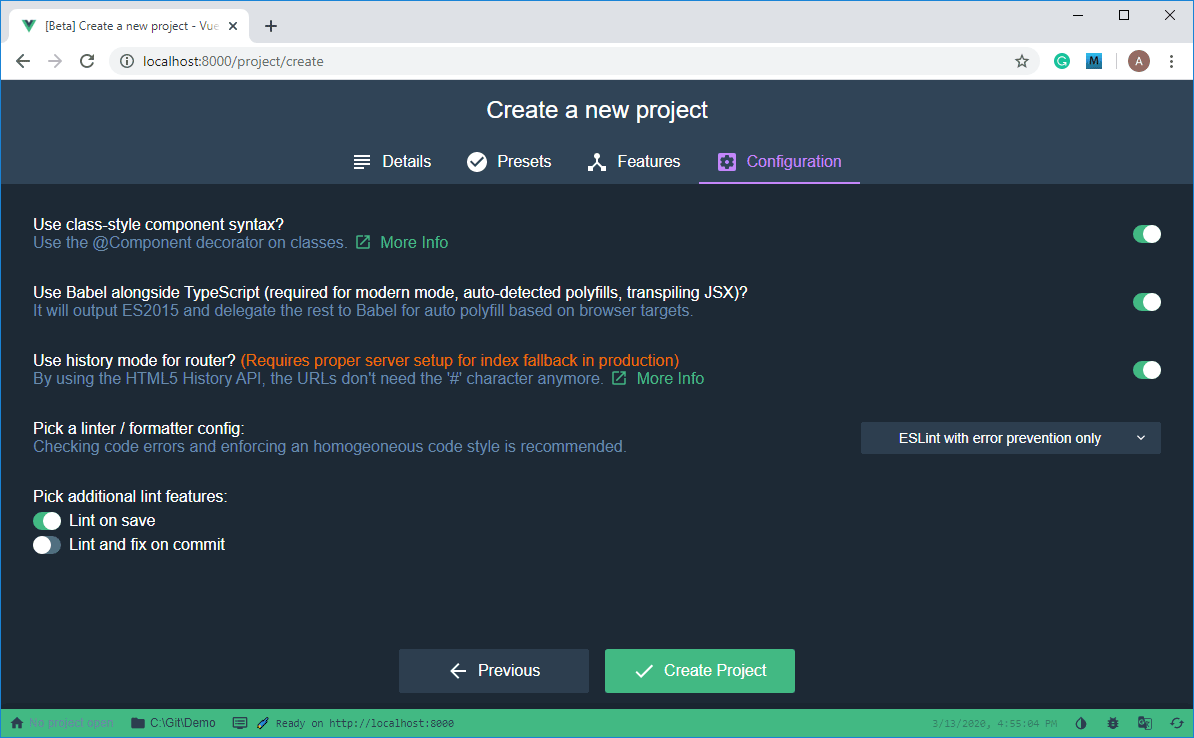 [Beta] Create a new project - Vue
localhost:8000/project/create
G
M
A
Create a new project
Details
Presets
Features
Configuration
Use class-style component syntax?
Use the @Component decorator on classes. More Info
Use Babel alongside TypeScript (required for modern mode, auto-detected polyfills, transpiling JSX)?
It will output ES2015 and delegate the rest to Babel for auto polyfill based on browser targets.
Use history mode for router? (Requires proper server setup for index fallback in production)
By using the HTML5 History API, the URLs don't need the '#' character anymore. More Info
Pick a linter / formatter config:
Checking code errors and enforcing an homogeoneous code style is recommended.
ESLint with error prevention only
Pick additional lint features:
Lint on save
Lint and fix on commit
Previous
Create Project
No project open
C:\Git\Demo
Ready on http://localhost:8000
3/13/2020, 4:55:04 PM